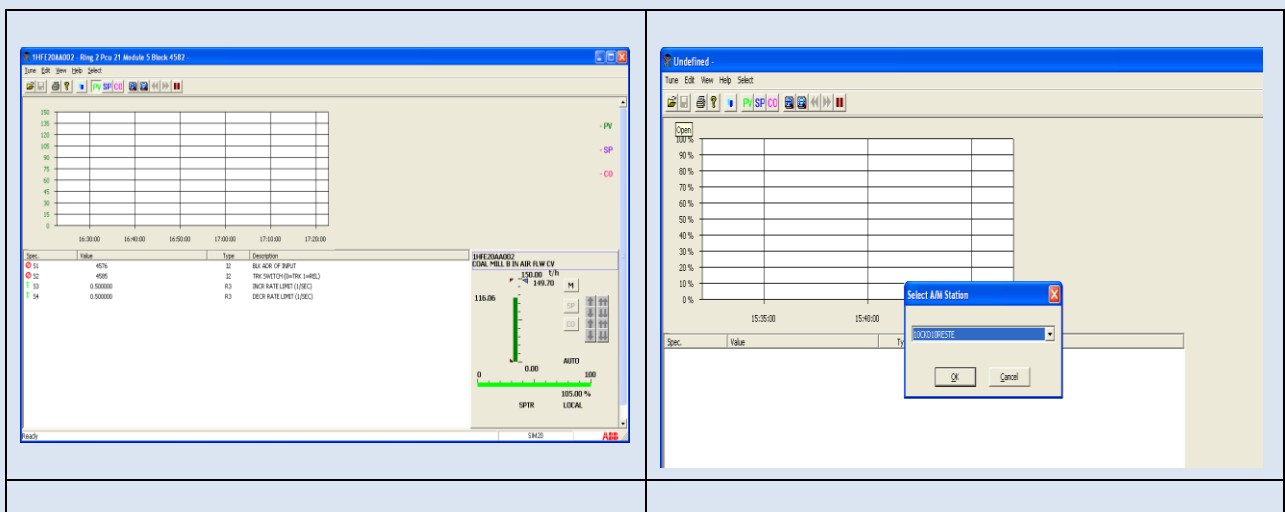 1HFE20AA002 - Ring 2 Pcu 21 Module 5 Block 4582 -
Tune Edit View Help Select
PV SP CO
150
135
120
105
90
75
60
45
30
15
0
- PV
- SP
- CO
16:30:00 16:40:00 16:50:00 17:00:00 17:10:00 17:20:00
Spec. Value Type Description
S1 4576 I2 BLK ADR OF INPUT
S2 4585 I2 TRK SWITCH (0=TRK 1=REL)
S3 0.500000 R3 INCR RATE LIMIT (1/SEC)
S4 0.500000 R3 DECR RATE LIMIT (1/SEC)
1HFE20AA002
COAL MILL B IN AIR FLW CV
150.00 t/h
149.70 M
116.86
SP
CO
0.00 AUTO
0 100
105.00 %
SPTR LOCAL
Ready SIM20 ABB
Undefined -
Tune Edit View Help Select
PV SP CO
Open
100 %
90 %
80 %
70 %
60 %
50 %
40 %
30 %
20 %
10 %
0 %
15:35:00 15:40:00
Spec. Value Ty
Select A/M Station
10CKD10RESTE
OK Cancel